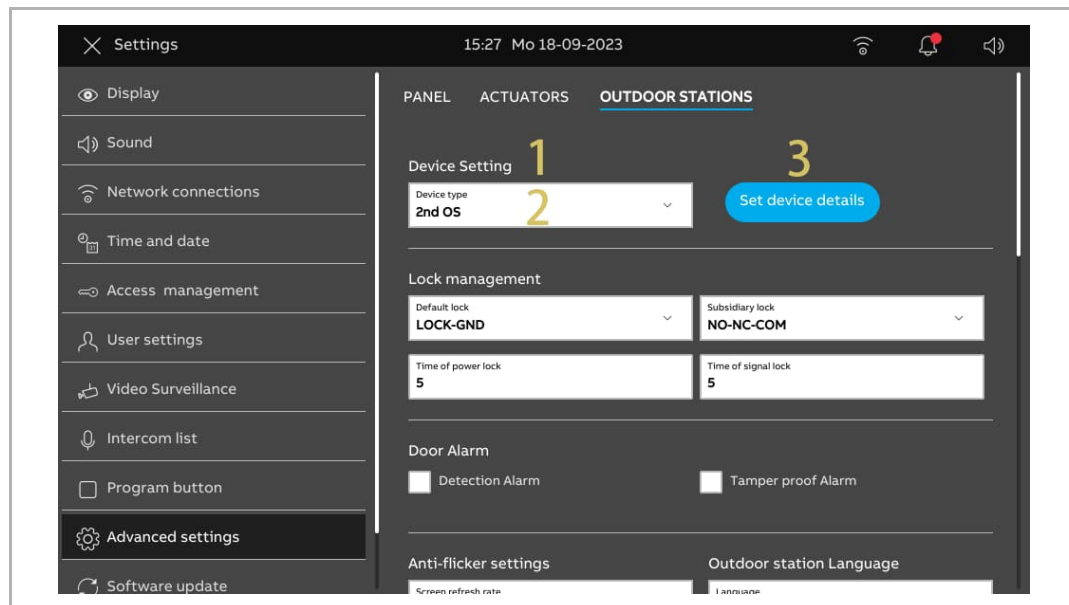 Settings
15:27 Mo 18-09-2023
Display
Sound
Network connections
Time and date
Access management
User settings
Video Surveillance
Intercom list
Program button
Advanced settings
Software update
PANEL ACTUATORS OUTDOOR STATIONS
Device Setting 1
Device type
2nd OS 2
3
Set device details
Lock management
Default lock
LOCK-GND
Subsidiary lock
NO-NC-COM
Time of power lock
5
Time of signal lock
5
Door Alarm
Detection Alarm
Tamper proof Alarm
Anti-flicker settings
Screen refresh rate
Outdoor station Language
Language